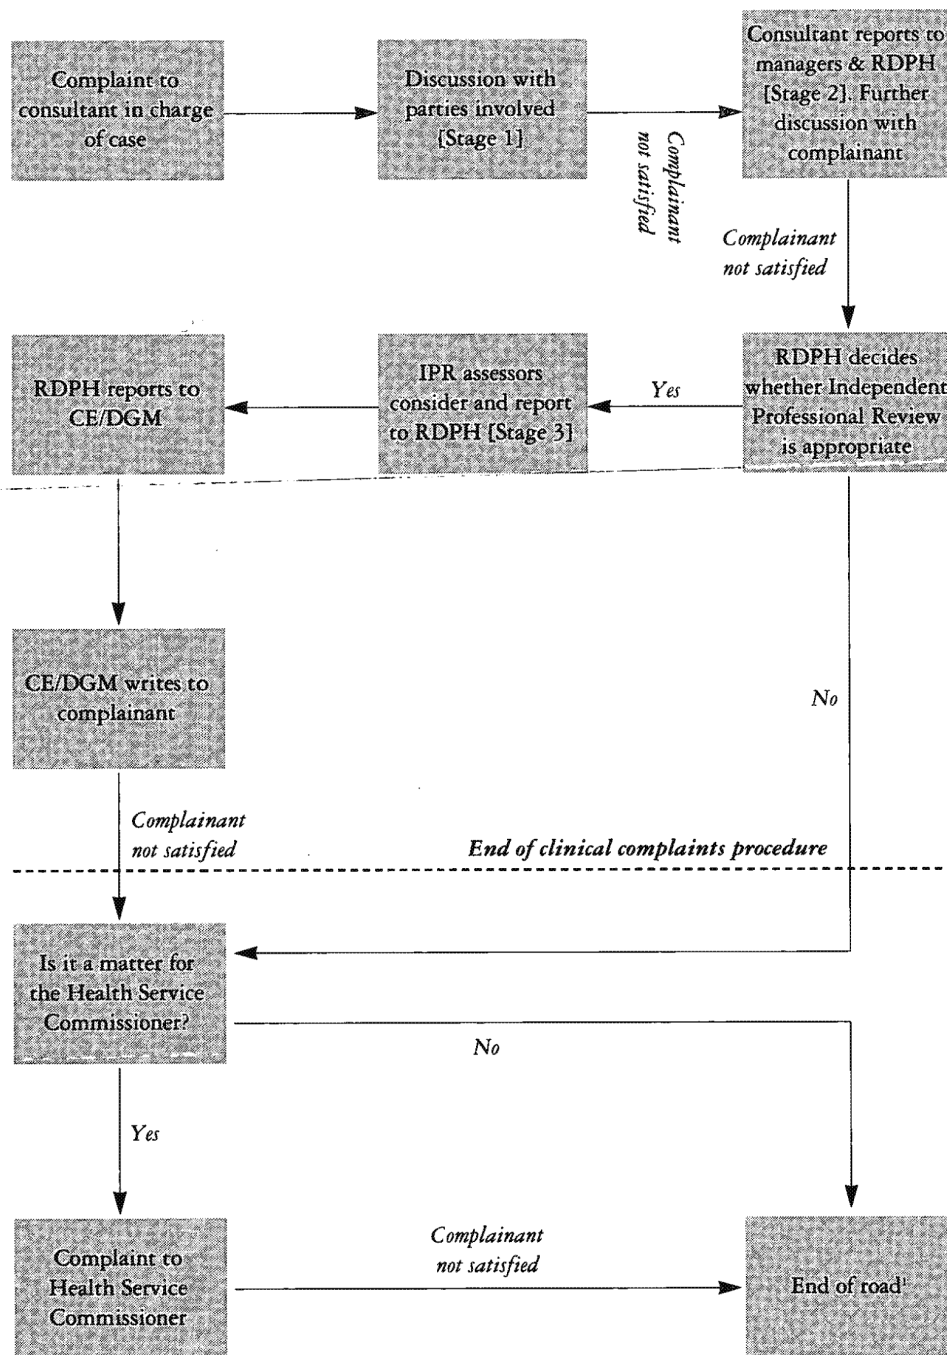 Complaint to
consultant in charge
of case
Discussion with
parties involved
[Stage 1]
Complainant
not satisfied
Consultant reports to
managers & RDPH
[Stage 2]. Further
discussion with
complainant
Complainant
not satisfied
RDPH decides
whether Independent
Professional Review
is appropriate
Yes
IPR assessors
consider and report
to RDPH [Stage 3]
RDPH reports to
CE/DGM
CE/DGM writes to
complainant
No
Complainant
not satisfied
End of clinical complaints procedure
Is it a matter for
the Health Service
Commissioner?
No
Yes
Complaint to
Health Service
Commissioner
Complainant
not satisfied
End of road¹